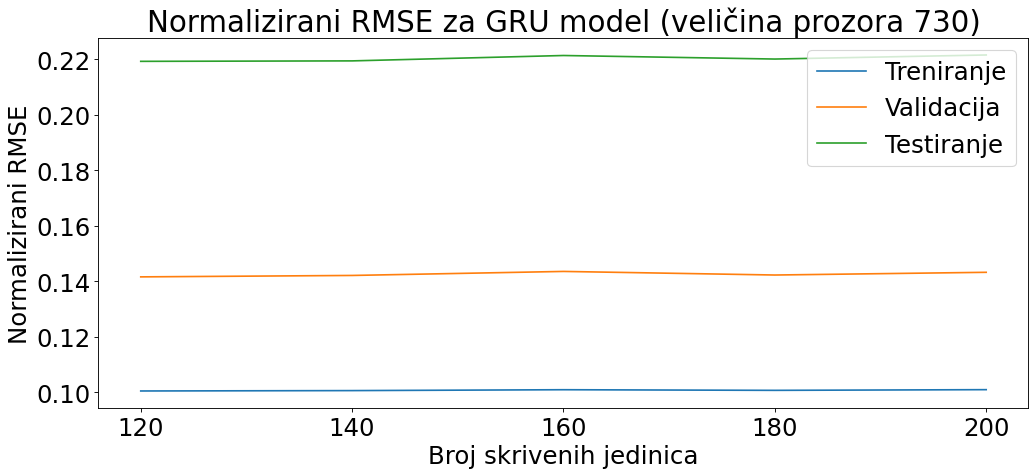 Normalizirani RMSE za GRU model (veličina prozora 730)
Normalizirani RMSE
0.22
0.20
0.18
0.16
0.14
0.12
0.10
Treniranje
Validacija
Testiranje
120
140
160
180
200
Broj skrivenih jedinica